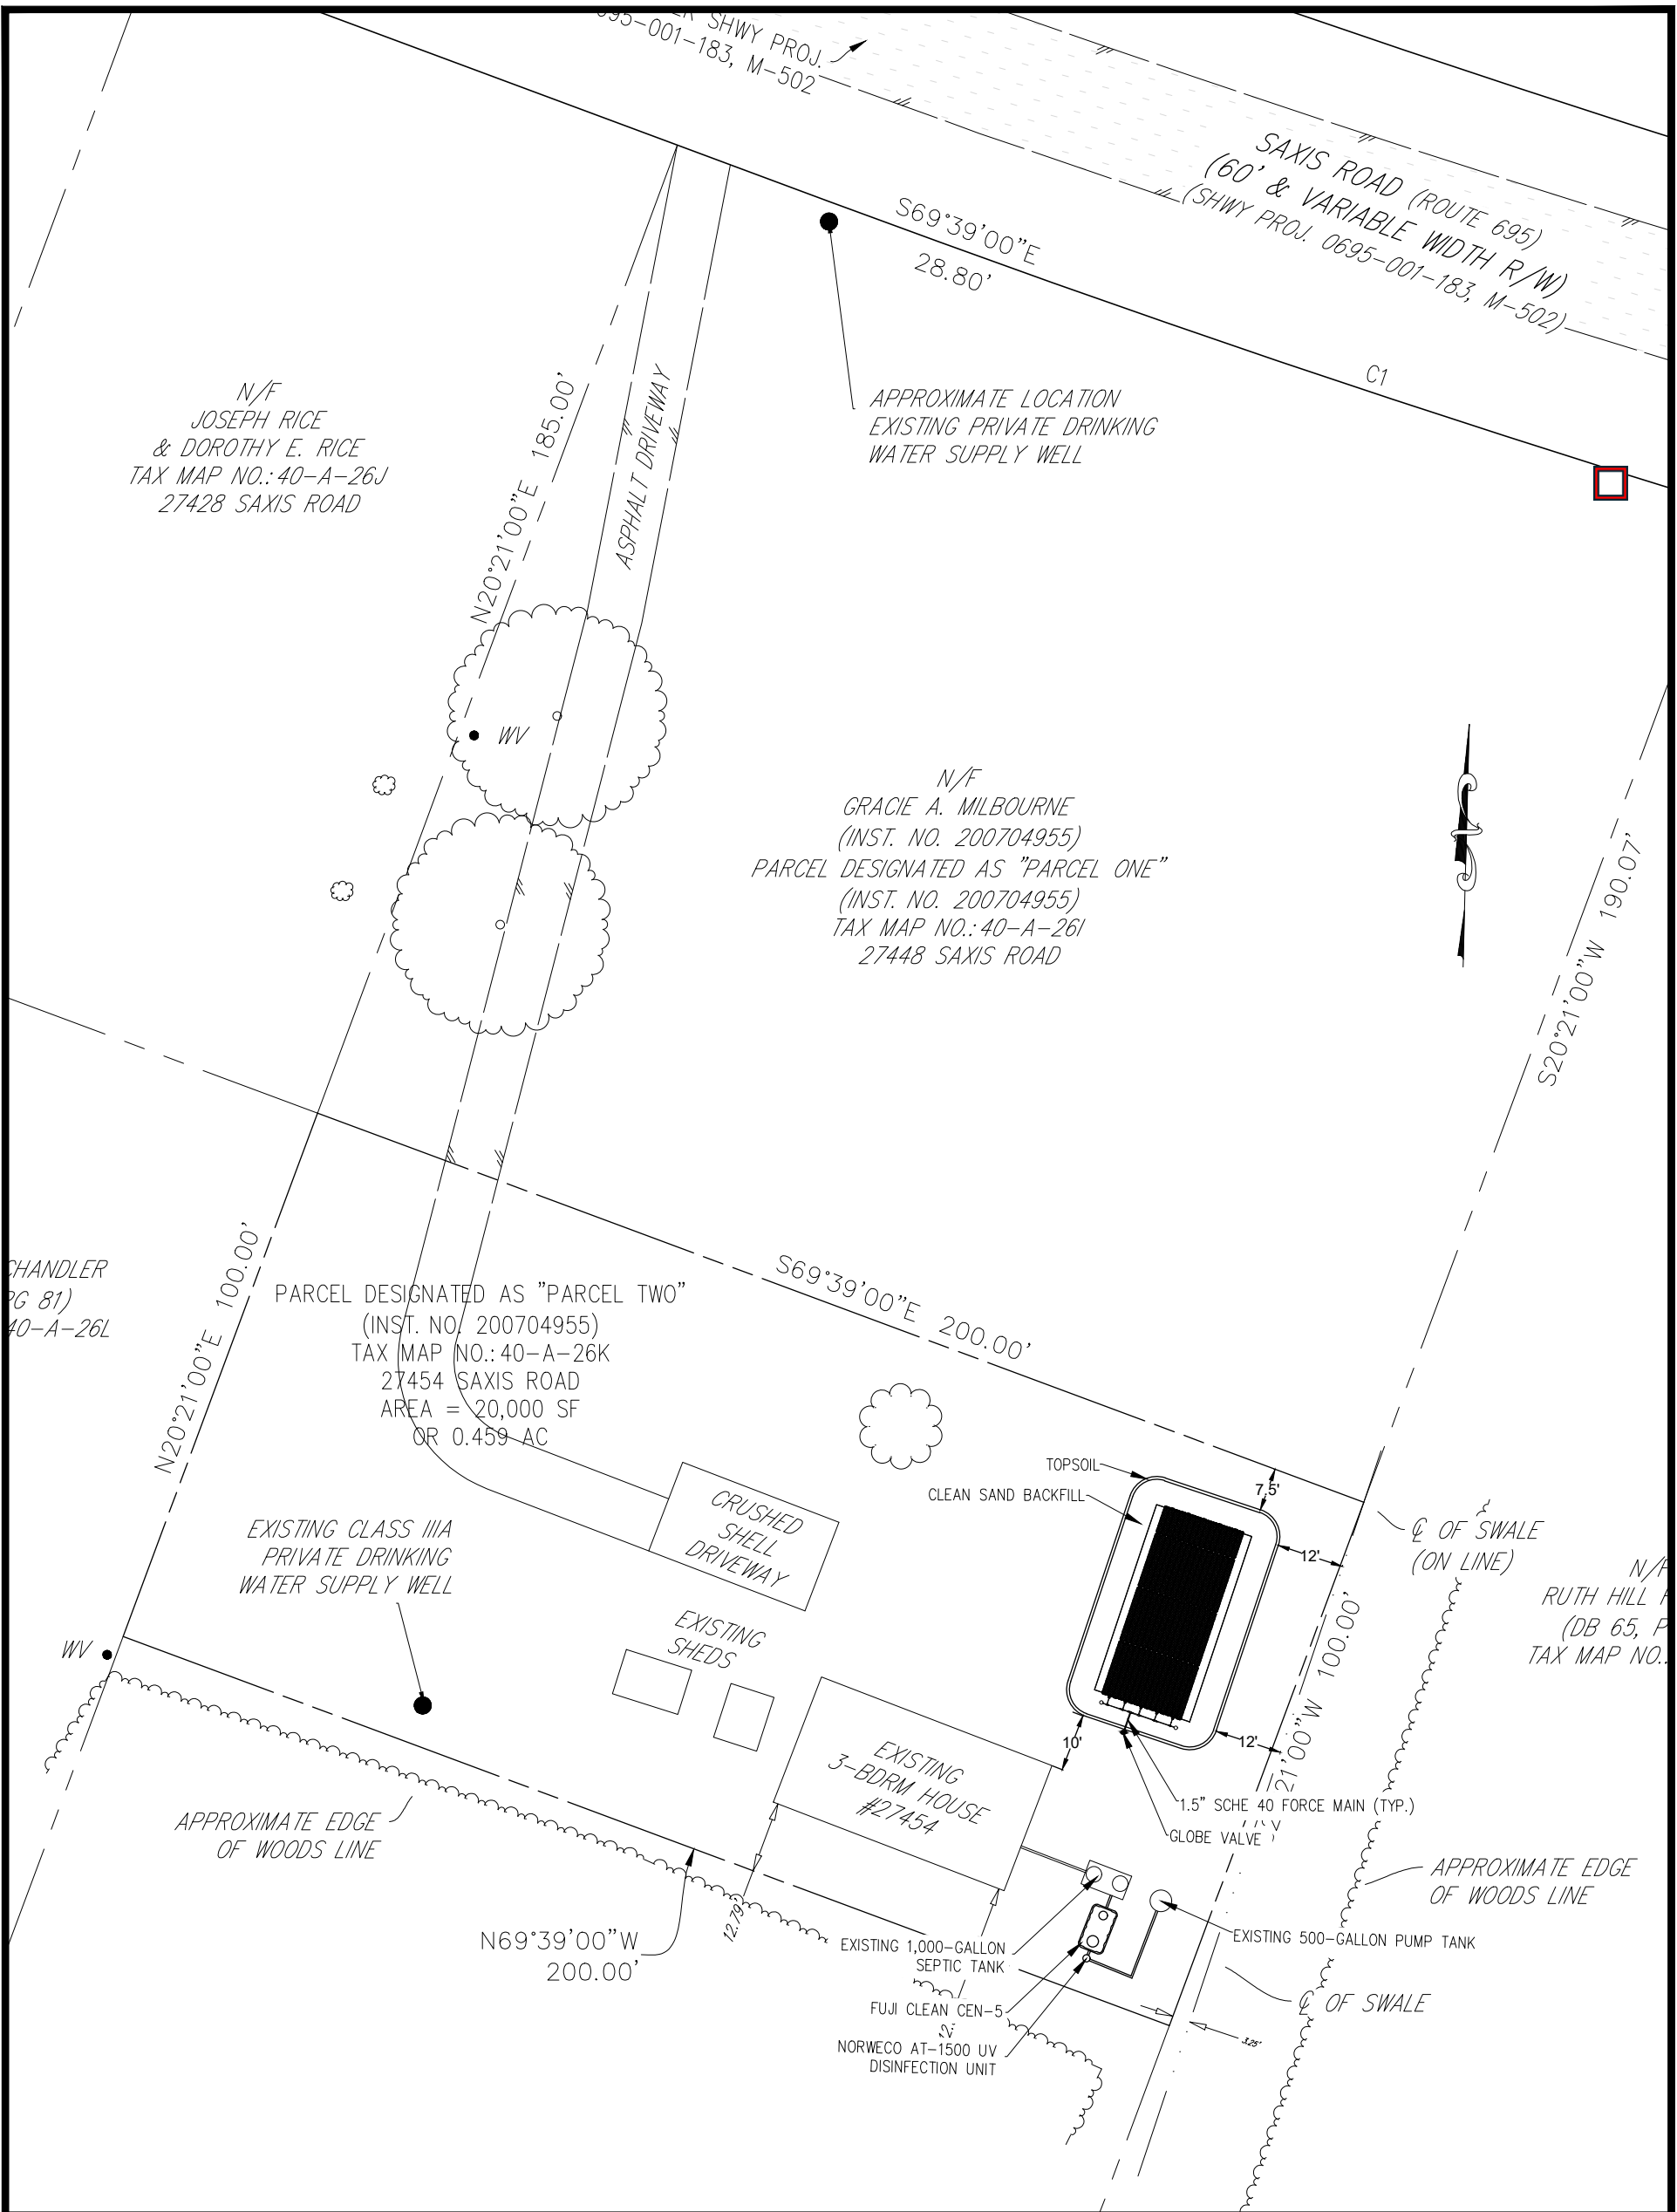 SHWY PROJ.
95-001-183, M-502
SAXIS ROAD (ROUTE 695)
(60' & VARIABLE WIDTH R/W)
(SHWY PROJ. 0695-001-183, M-502)
S69°39'00"E
28.80'
C1
N/F
JOSEPH RICE
& DOROTHY E. RICE
TAX MAP NO.: 40-A-26J
27428 SAXIS ROAD
N20°21'00"E 185.00'
ASPHALT DRIVEWAY
APPROXIMATE LOCATION
EXISTING PRIVATE DRINKING
WATER SUPPLY WELL
WV
N/F
GRACIE A. MILBOURNE
(INST. NO. 200704955)
PARCEL DESIGNATED AS "PARCEL ONE"
(INST. NO. 200704955)
TAX MAP NO.: 40-A-26I
27448 SAXIS ROAD
S20°21'00"W 190.07'
CHANDLER
PG 81)
40-A-26L
N20°21'00"E 100.00'
PARCEL DESIGNATED AS "PARCEL TWO"
(INST. NO. 200704955)
TAX MAP NO.: 40-A-26K
27454 SAXIS ROAD
AREA = 20,000 SF
OR 0.459 AC
S69°39'00"E 200.00'
TOPSOIL
CLEAN SAND BACKFILL
7.5'
12'
℄ OF SWALE
(ON LINE)
CRUSHED
SHELL
DRIVEWAY
EXISTING CLASS IIIA
PRIVATE DRINKING
WATER SUPPLY WELL
N/F
RUTH HILL
(DB 65, P
TAX MAP NO.:
EXISTING
SHEDS
WV
21'00"W 100.00'
10'
12'
EXISTING
3-BDRM HOUSE
#27454
1.5" SCHE 40 FORCE MAIN (TYP.)
GLOBE VALVE
APPROXIMATE EDGE
OF WOODS LINE
APPROXIMATE EDGE
OF WOODS LINE
12.79'
N69°39'00"W
200.00'
EXISTING 1,000-GALLON
SEPTIC TANK
EXISTING 500-GALLON PUMP TANK
FUJI CLEAN CEN-5
℄ OF SWALE
NORWECO AT-1500 UV
DISINFECTION UNIT
3.25'